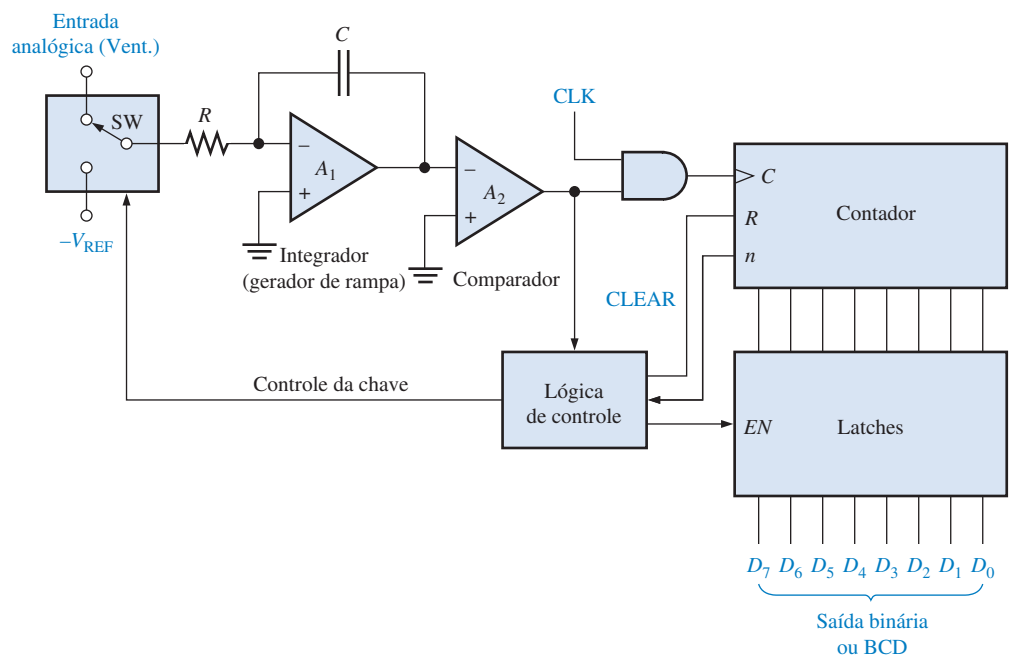 Entrada
analógica (Vent.)
SW
R
C
−
+
A1
Integrador
(gerador de rampa)
−
+
A2
Comparador
−VREF
CLK
C
R
n
Contador
CLEAR
Controle da chave
Lógica
de controle
EN
Latches
D7 D6 D5 D4 D3 D2 D1 D0
Saída binária
ou BCD